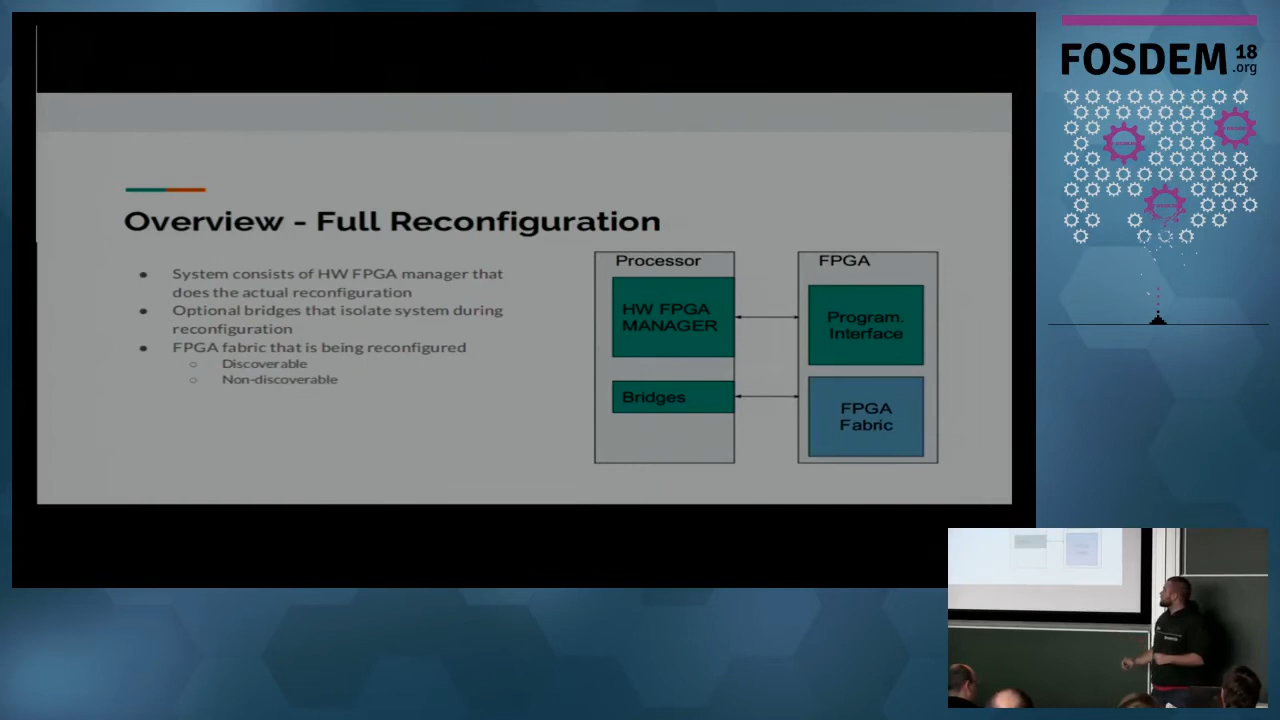 FOSDEM 18
.org
Overview - Full Reconfiguration
● System consists of HW FPGA manager that
does the actual reconfiguration
● Optional bridges that isolate system during
reconfiguration
● FPGA fabric that is being reconfigured
○ Discoverable
○ Non-discoverable
Processor
HW FPGA
MANAGER
Bridges
FPGA
Program.
Interface
FPGA
Fabric